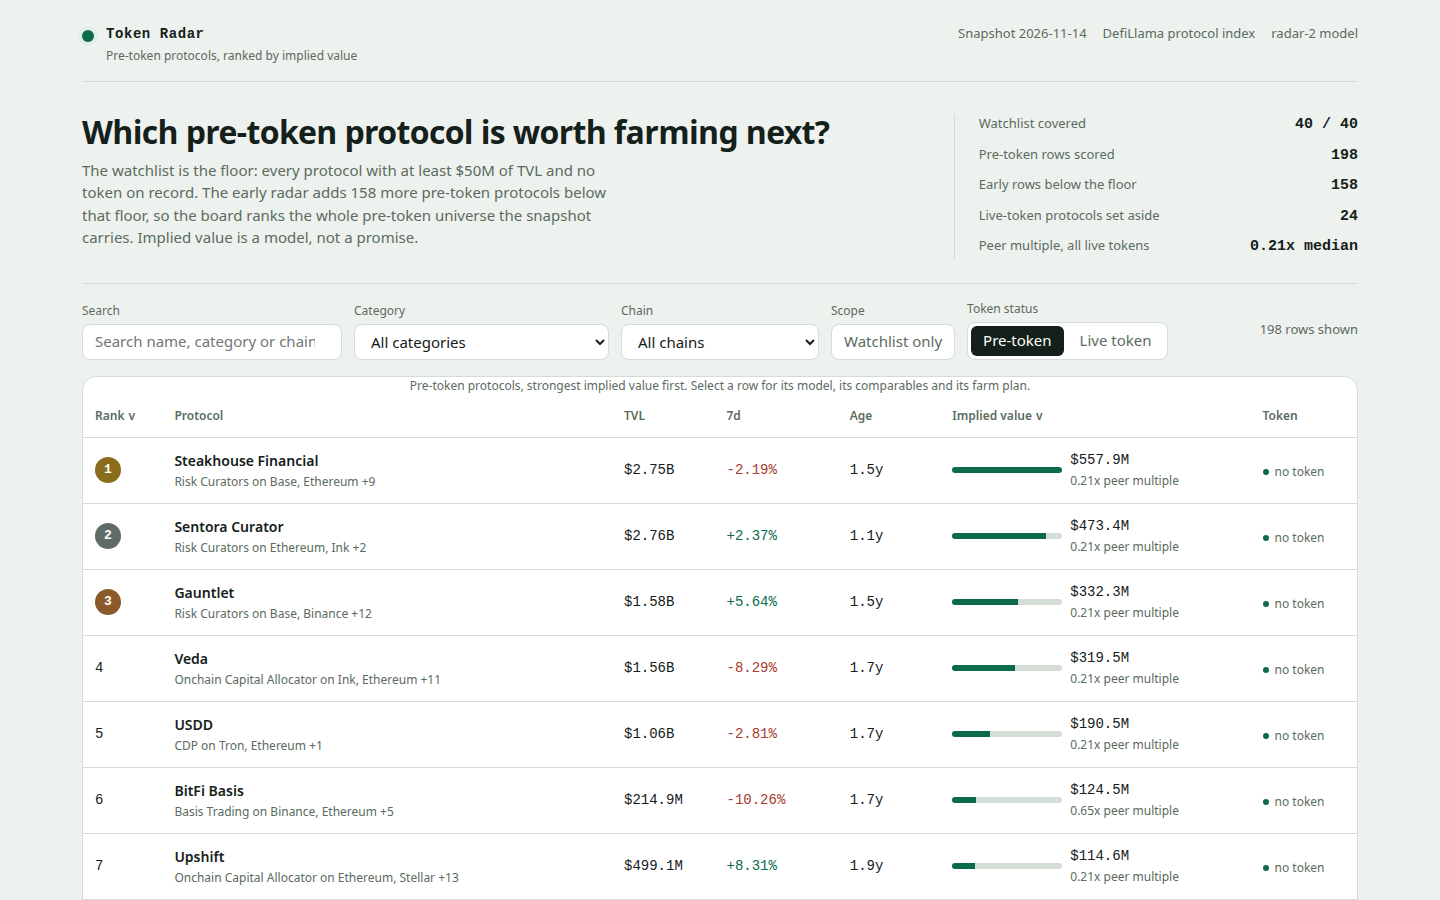 Token Radar
Pre-token protocols, ranked by implied value
Snapshot 2026-11-14 DefiLlama protocol index radar-2 model
Which pre-token protocol is worth farming next?
The watchlist is the floor: every protocol with at least $50M of TVL and no
token on record. The early radar adds 158 more pre-token protocols below
that floor, so the board ranks the whole pre-token universe the snapshot
carries. Implied value is a model, not a promise.
Watchlist covered 40 / 40
Pre-token rows scored 198
Early rows below the floor 158
Live-token protocols set aside 24
Peer multiple, all live tokens 0.21x median
Search Category Chain Scope Token status
Search name, category or chain All categories All chains Watchlist only Pre-token Live token 198 rows shown
Pre-token protocols, strongest implied value first. Select a row for its model, its comparables and its farm plan.
Rank v Protocol TVL 7d Age Implied value v Token
1 Steakhouse Financial $2.75B -2.19% 1.5y $557.9M no token
Risk Curators on Base, Ethereum +9 0.21x peer multiple
2 Sentora Curator $2.76B +2.37% 1.1y $473.4M no token
Risk Curators on Ethereum, Ink +2 0.21x peer multiple
3 Gauntlet $1.58B +5.64% 1.5y $332.3M no token
Risk Curators on Base, Binance +12 0.21x peer multiple
4 Veda $1.56B -8.29% 1.7y $319.5M no token
Onchain Capital Allocator on Ink, Ethereum +11 0.21x peer multiple
5 USDD $1.06B -2.81% 1.7y $190.5M no token
CDP on Tron, Ethereum +1 0.21x peer multiple
6 BitFi Basis $214.9M -10.26% 1.7y $124.5M no token
Basis Trading on Binance, Ethereum +5 0.65x peer multiple
7 Upshift $499.1M +8.31% 1.9y $114.6M no token
Onchain Capital Allocator on Ethereum, Stellar +13 0.21x peer multiple